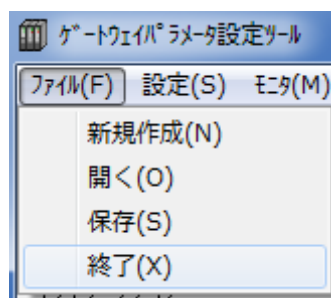 ｹﾞｰﾄｳｪｲﾊﾟﾗﾒｰﾀ設定ﾂｰﾙ
ﾌｧｲﾙ(F) 設定(S) ﾓﾆﾀ(M)
新規作成(N)
開く(O)
保存(S)
終了(X)